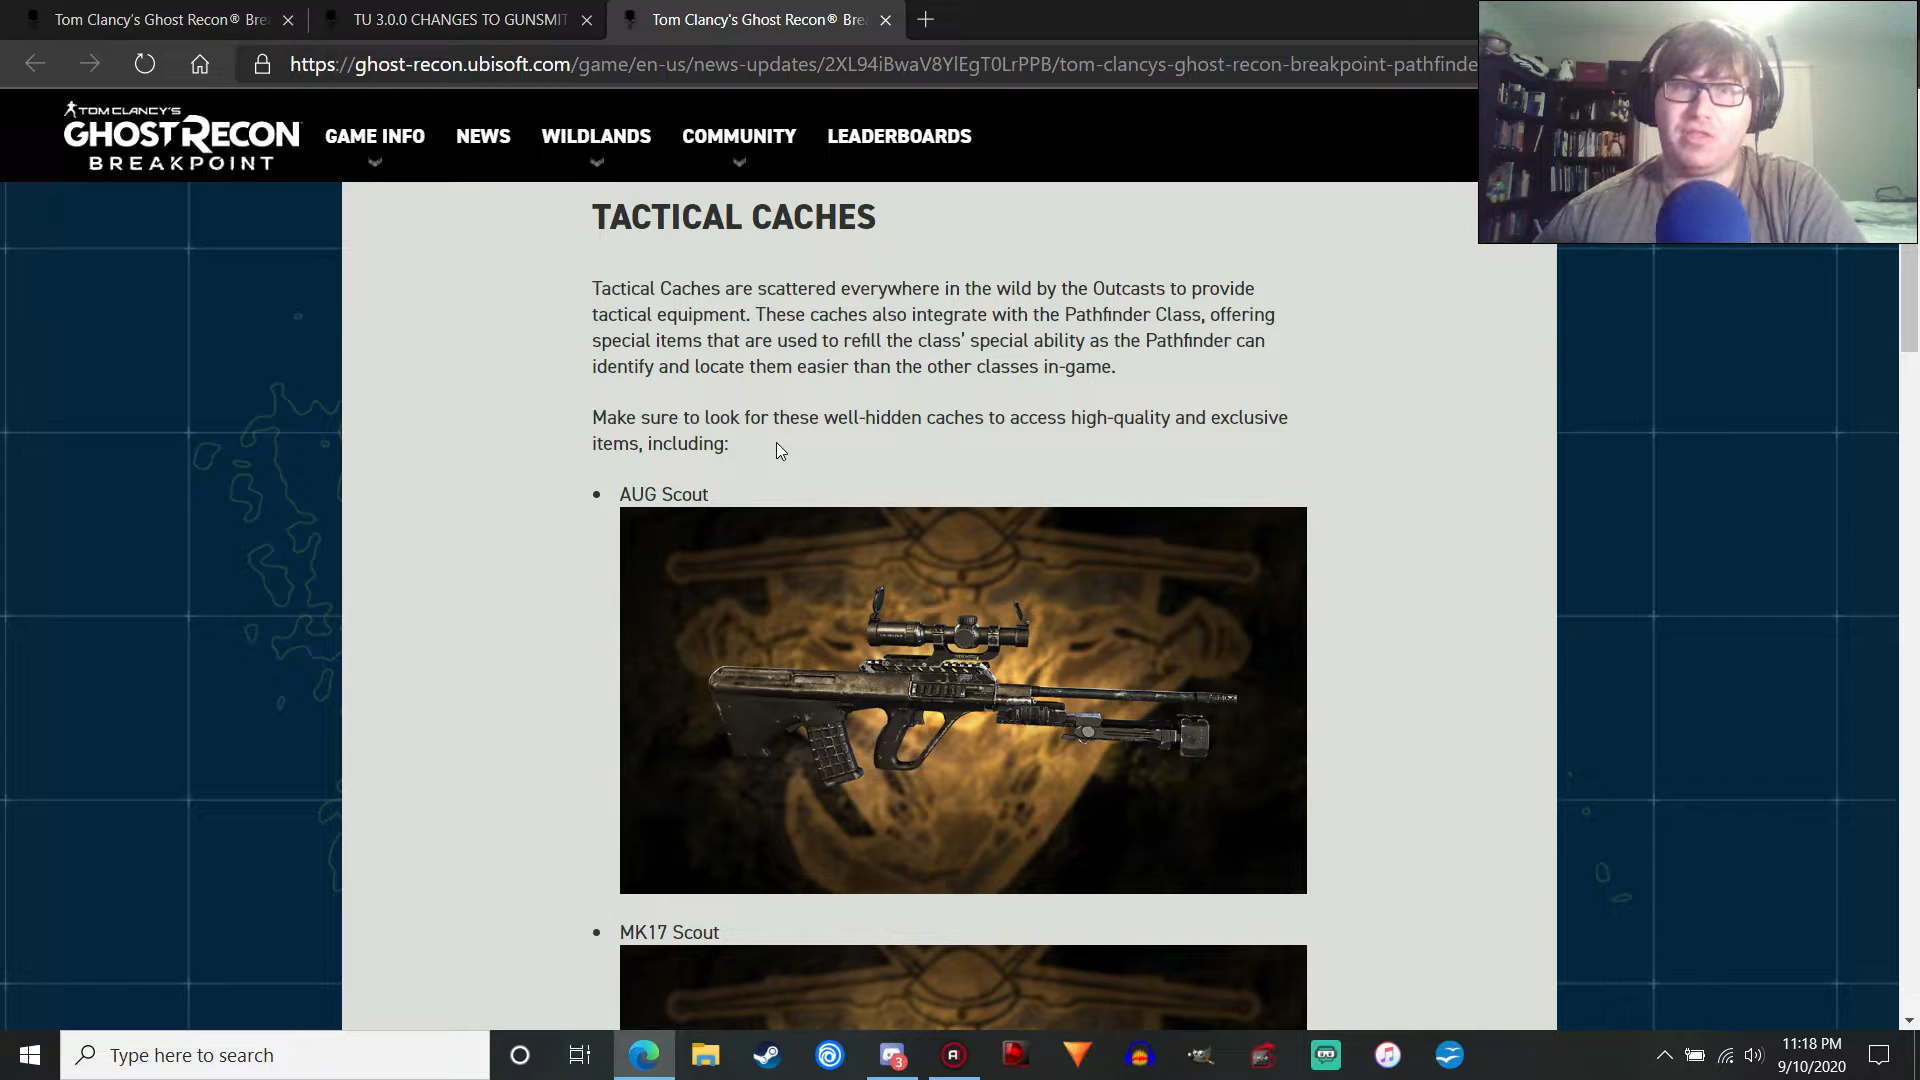 Tom Clancy's Ghost Recon® Bre
TU 3.0.0 CHANGES TO GUNSMIT
Tom Clancy's Ghost Recon® Bre
https://ghost-recon.ubisoft.com/game/en-us/news-updates/2XL94iBwaV8YlEgT0LrPPB/tom-clancys-ghost-recon-breakpoint-pathfinde
TOM CLANCY'S
GHOST RECON
BREAKPOINT
GAME INFO
NEWS
WILDLANDS
COMMUNITY
LEADERBOARDS
TACTICAL CACHES
Tactical Caches are scattered everywhere in the wild by the Outcasts to provide
tactical equipment. These caches also integrate with the Pathfinder Class, offering
special items that are used to refill the class’ special ability as the Pathfinder can
identify and locate them easier than the other classes in-game.
Make sure to look for these well-hidden caches to access high-quality and exclusive
items, including:
• AUG Scout
• MK17 Scout
Type here to search
3
11:18 PM
9/10/2020